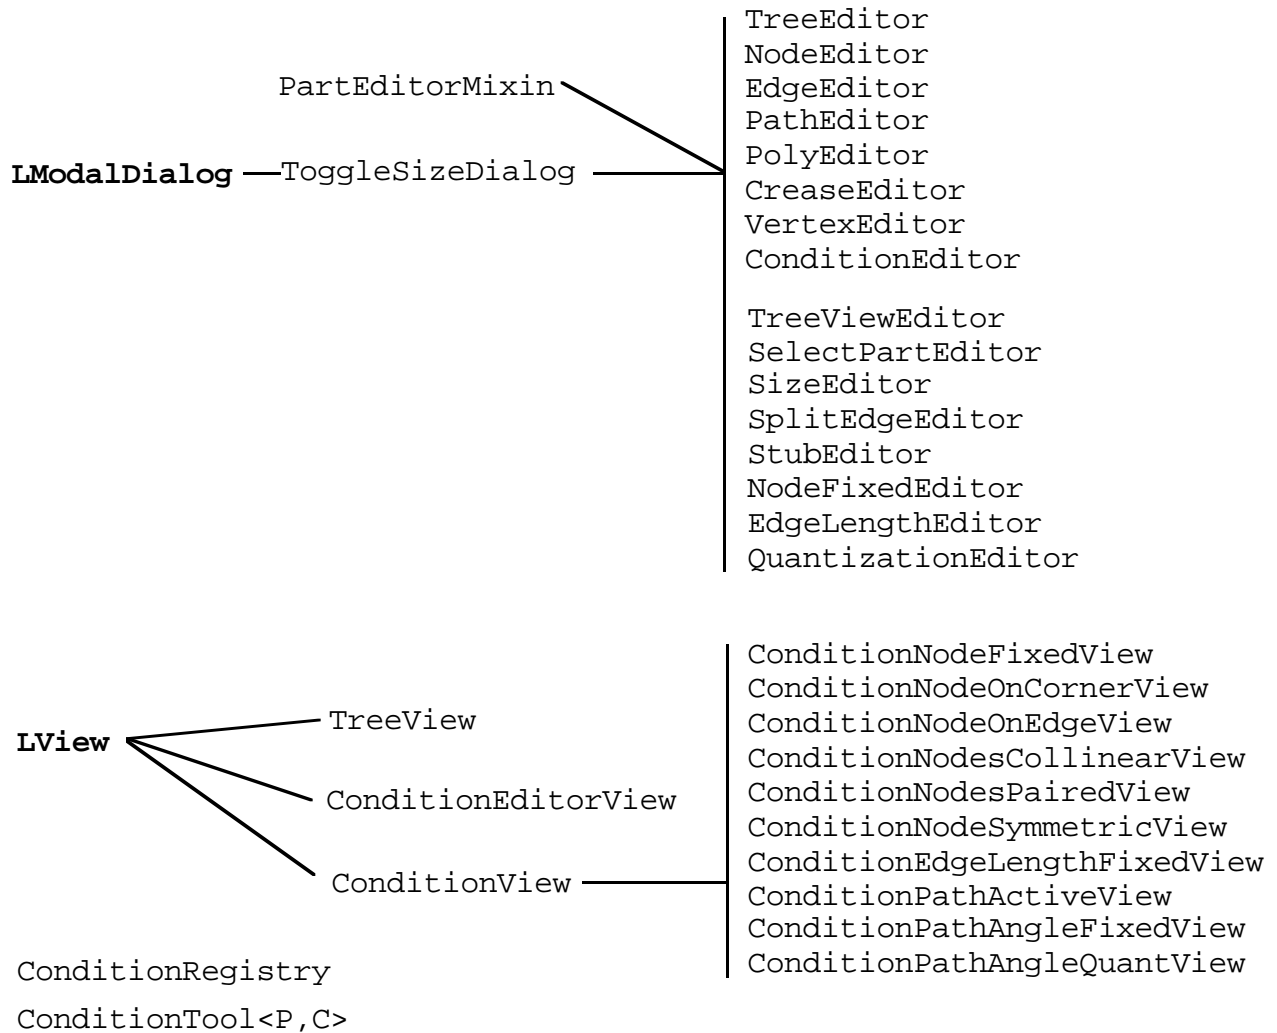 TreeEditor
NodeEditor
PartEditorMixin
EdgeEditor
PathEditor
PolyEditor
LModalDialog
ToggleSizeDialog
CreaseEditor
VertexEditor
ConditionEditor
TreeViewEditor
SelectPartEditor
SizeEditor
SplitEdgeEditor
StubEditor
NodeFixedEditor
EdgeLengthEditor
QuantizationEditor
LView
TreeView
ConditionEditorView
ConditionView
ConditionNodeFixedView
ConditionNodeOnCornerView
ConditionNodeOnEdgeView
ConditionNodesCollinearView
ConditionNodesPairedView
ConditionNodeSymmetricView
ConditionEdgeLengthFixedView
ConditionPathActiveView
ConditionPathAngleFixedView
ConditionPathAngleQuantView
ConditionRegistry
ConditionTool<P,C>